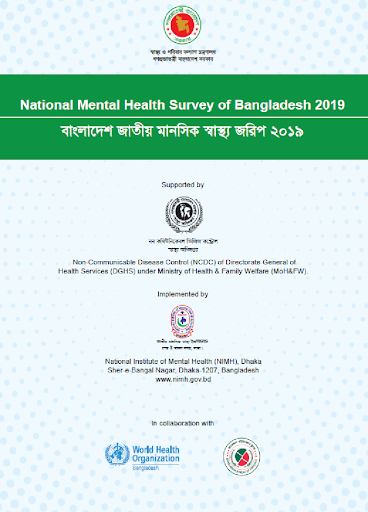 স্বাস্থ্য ও পরিবার কল্যাণ মন্ত্রণালয়
গণপ্রজাতন্ত্রী বাংলাদেশ সরকার
National Mental Health Survey of Bangladesh 2019
বাংলাদেশ জাতীয় মানসিক স্বাস্থ্য জরিপ ২০১৯
Supported by
নন কমিউনিকেবল ডিজিজ কন্ট্রোল
স্বাস্থ্য অধিদপ্তর
Non-Communicable Disease Control (NCDC) of Directorate General of
Health Services (DGHS) under Ministry of Health & Family Welfare (MoH&FW).
Implemented by
জাতীয় মানসিক স্বাস্থ্য ইনস্টিটিউট
National Institute of Mental Health (NIMH), Dhaka
Sher-e-Bangal Nagar, Dhaka-1207, Bangladesh
www.nimh.gov.bd
In collaboration with
World Health
Organization
Bangladesh